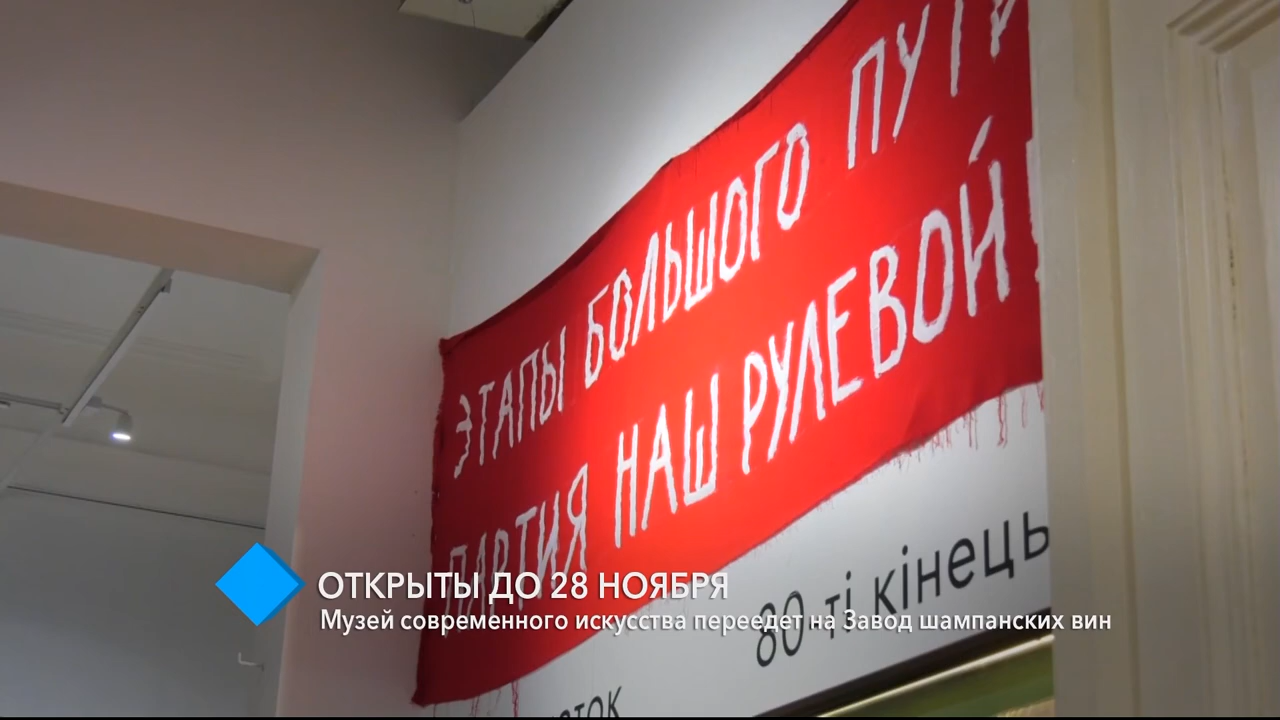 ЭТАПЫ БОЛЬШОГО ПУТИ
ПАРТИЯ НАШ РУЛЕВОЙ!
80-ті кінець
ОТКРЫТЫ ДО 28 НОЯБРЯ
Музей современного искусства переедет на Завод шампанских вин